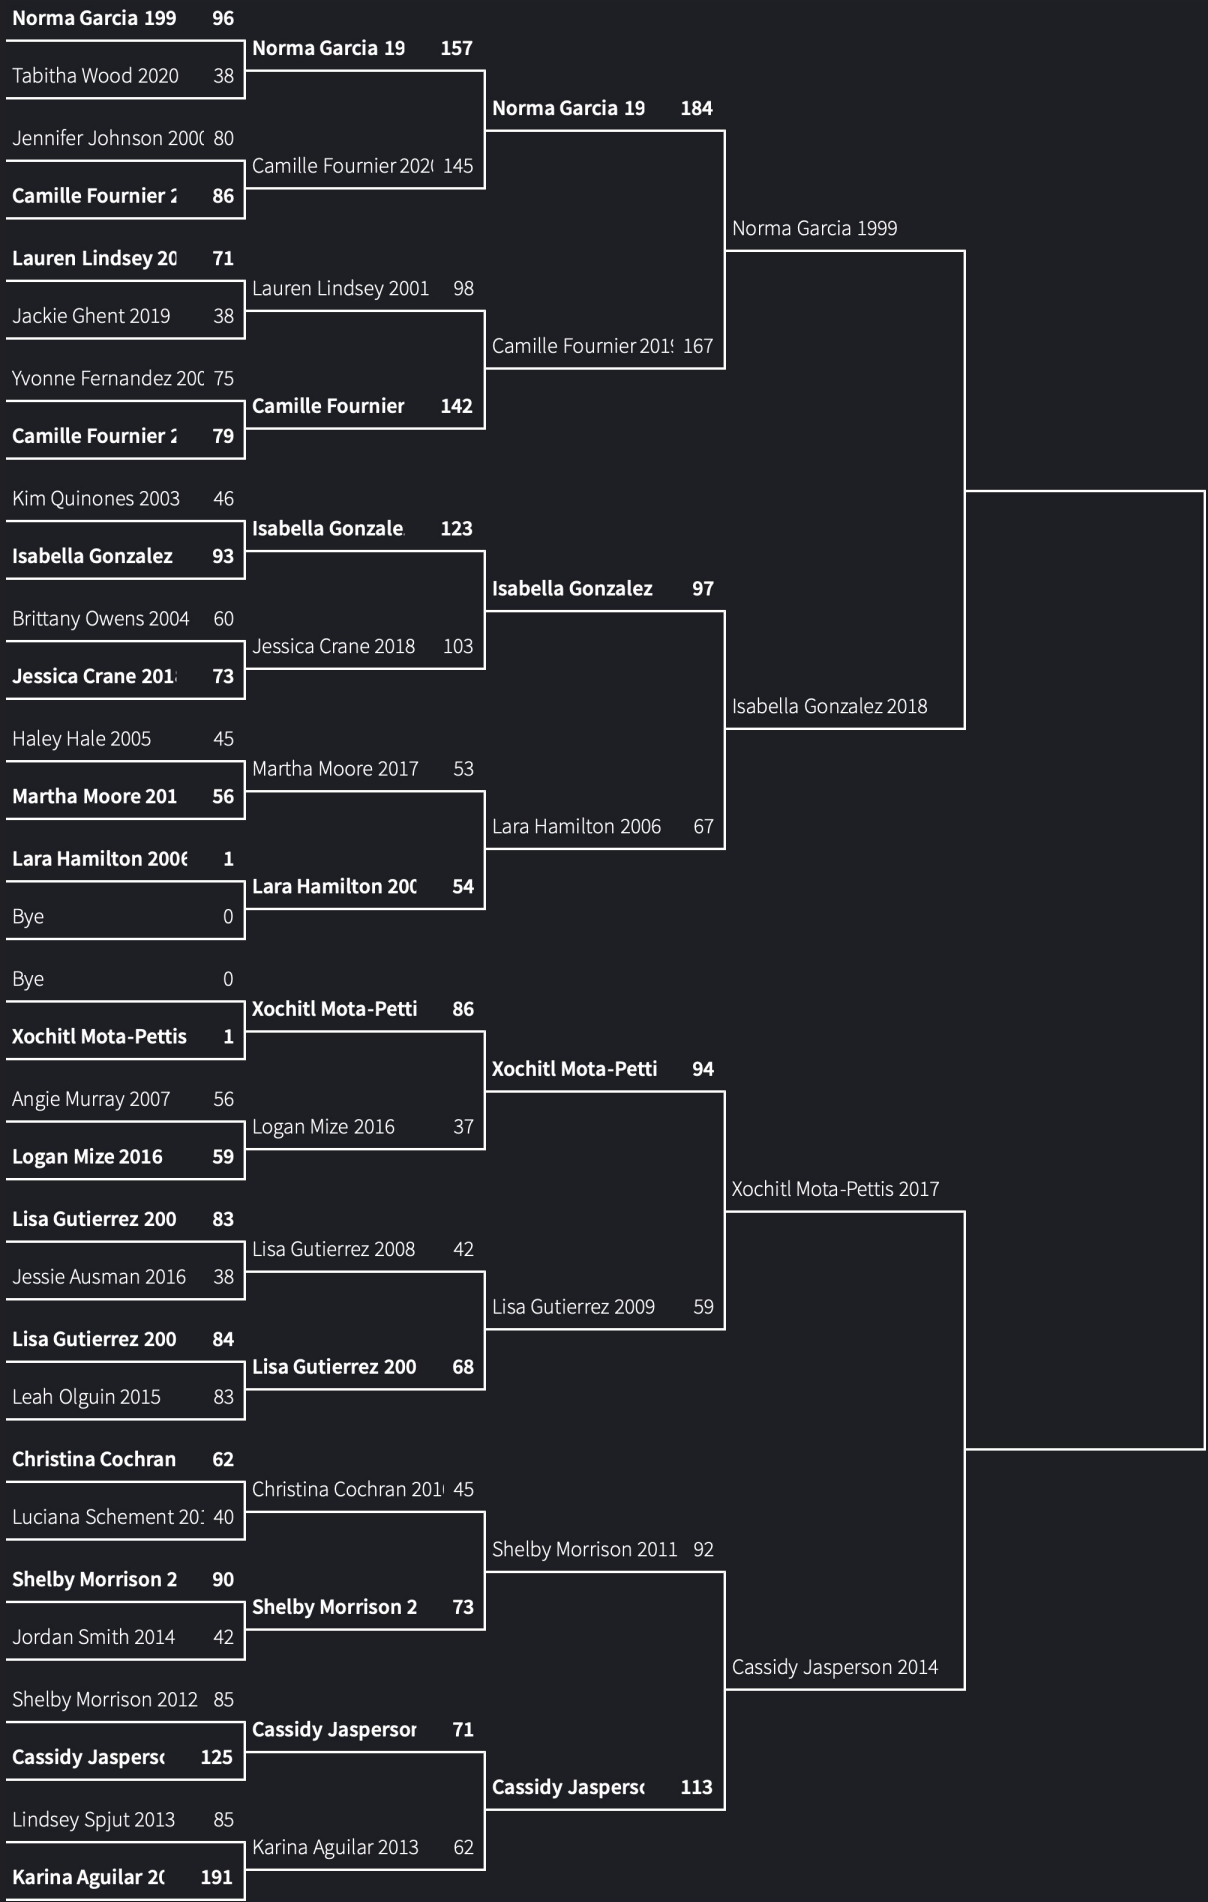 Norma Garcia 199 96
Tabitha Wood 2020 38
Jennifer Johnson 200 80
Camille Fournier 2 86
Lauren Lindsey 20 71
Jackie Ghent 2019 38
Yvonne Fernandez 200 75
Camille Fournier 2 79
Kim Quinones 2003 46
Isabella Gonzalez 93
Brittany Owens 2004 60
Jessica Crane 201 73
Haley Hale 2005 45
Martha Moore 201 56
Lara Hamilton 2006 1
Bye 0
Bye 0
Xochitl Mota-Pettis 1
Angie Murray 2007 56
Logan Mize 2016 59
Lisa Gutierrez 200 83
Jessie Ausman 2016 38
Lisa Gutierrez 200 84
Leah Olguin 2015 83
Christina Cochran 62
Luciana Schement 201 40
Shelby Morrison 2 90
Jordan Smith 2014 42
Shelby Morrison 2012 85
Cassidy Jasperso 125
Lindsey Spjut 2013 85
Karina Aguilar 20 191
Norma Garcia 19 157
Camille Fournier 202 145
Lauren Lindsey 2001 98
Camille Fournier 142
Isabella Gonzale 123
Jessica Crane 2018 103
Martha Moore 2017 53
Lara Hamilton 200 54
Xochitl Mota-Petti 86
Logan Mize 2016 37
Lisa Gutierrez 2008 42
Lisa Gutierrez 200 68
Christina Cochran 201 45
Shelby Morrison 2 73
Cassidy Jasperson 71
Karina Aguilar 2013 62
Norma Garcia 19 184
Camille Fournier 2019 167
Isabella Gonzalez 97
Lara Hamilton 2006 67
Xochitl Mota-Petti 94
Lisa Gutierrez 2009 59
Shelby Morrison 2011 92
Cassidy Jasperso 113
Norma Garcia 1999
Isabella Gonzalez 2018
Xochitl Mota-Pettis 2017
Cassidy Jasperson 2014